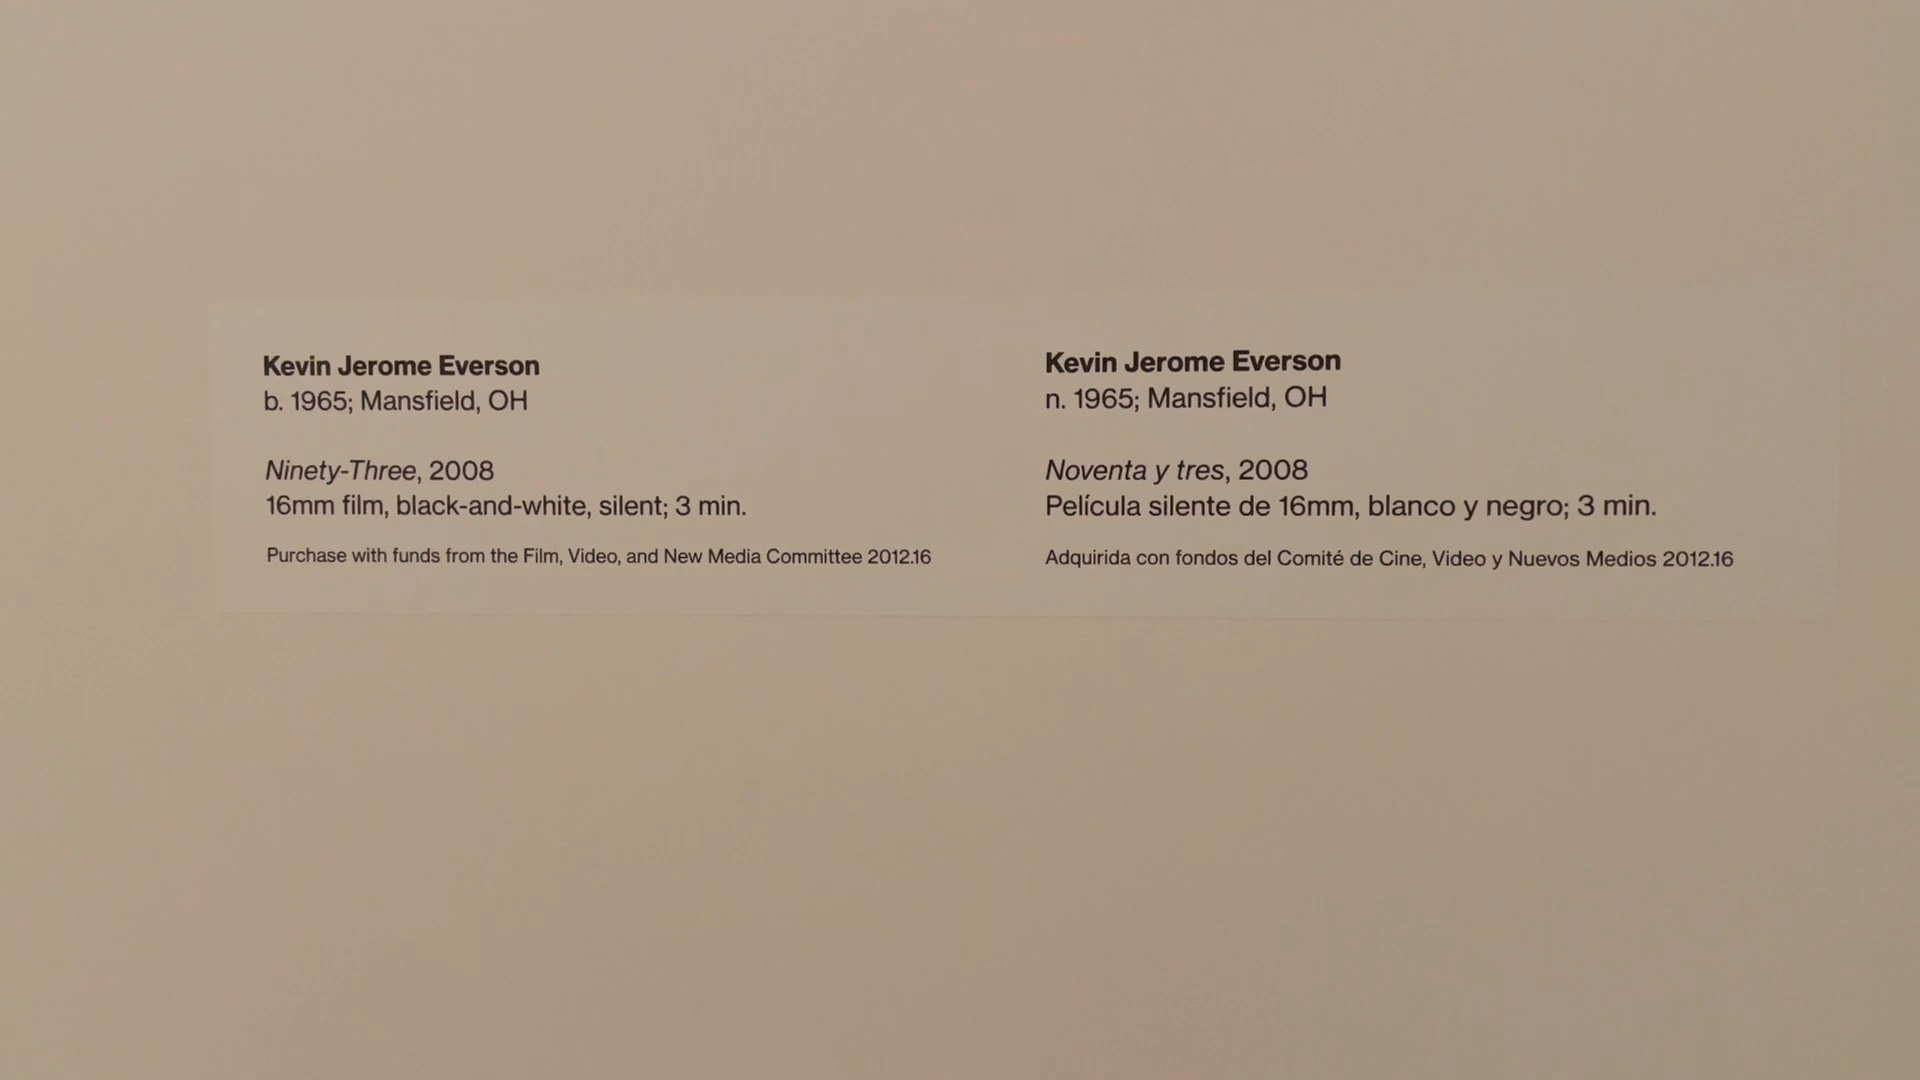 Kevin Jerome Everson
b. 1965; Mansfield, OH
Ninety-Three, 2008
16mm film, black-and-white, silent; 3 min.
Purchase with funds from the Film, Video, and New Media Committee 2012.16
Kevin Jerome Everson
n. 1965; Mansfield, OH
Noventa y tres, 2008
Película silente de 16mm, blanco y negro; 3 min.
Adquirida con fondos del Comité de Cine, Video y Nuevos Medios 2012.16